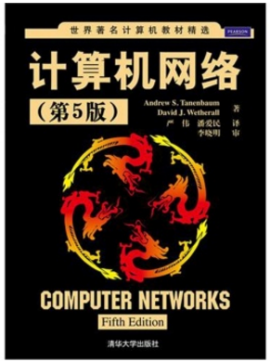 世界著名计算机教材精选
PEARSON
计算机网络
（第5版）
Andrew S. Tanenbaum
David J. Wetherall 著
严 伟 潘爱民 译
李晓明 审
COMPUTER NETWORKS
Fifth Edition
清华大学出版社